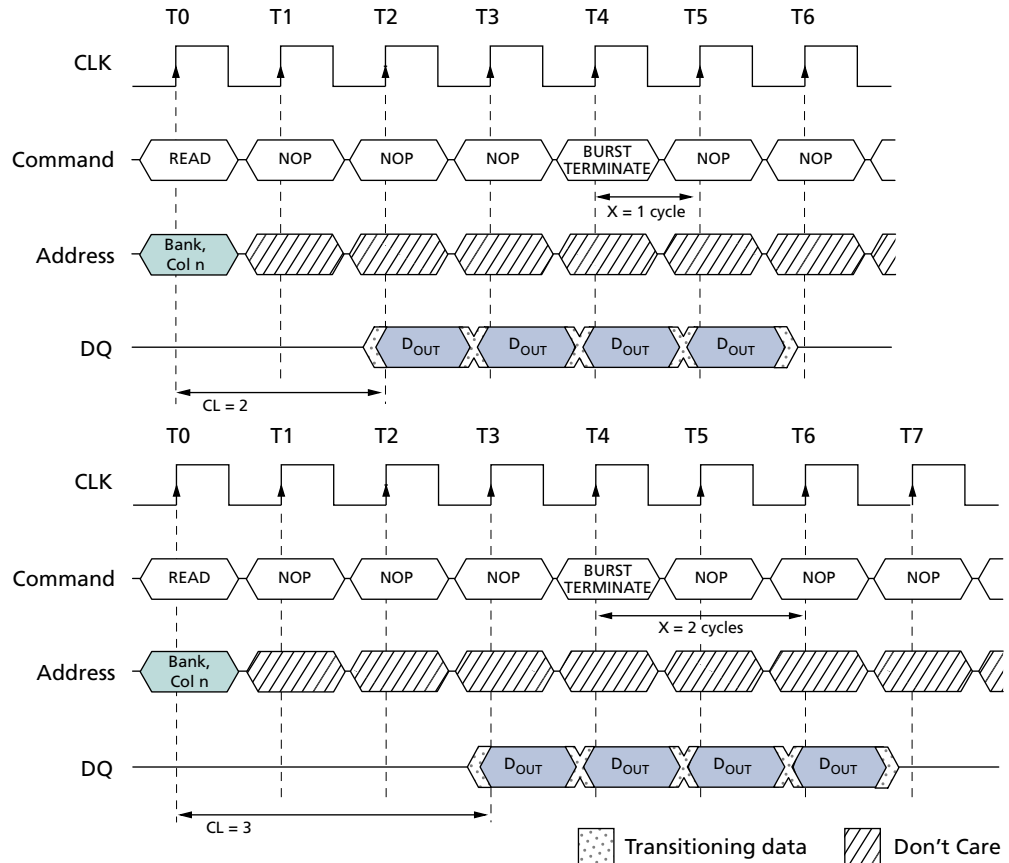 T0 T1 T2 T3 T4 T5 T6
CLK
Command READ NOP NOP NOP BURST TERMINATE NOP NOP
X = 1 cycle
Address Bank, Col n
DQ DOUT DOUT DOUT DOUT
CL = 2
T0 T1 T2 T3 T4 T5 T6 T7
CLK
Command READ NOP NOP NOP BURST TERMINATE NOP NOP NOP
X = 2 cycles
Address Bank, Col n
DQ DOUT DOUT DOUT DOUT
CL = 3
Transitioning data Don't Care